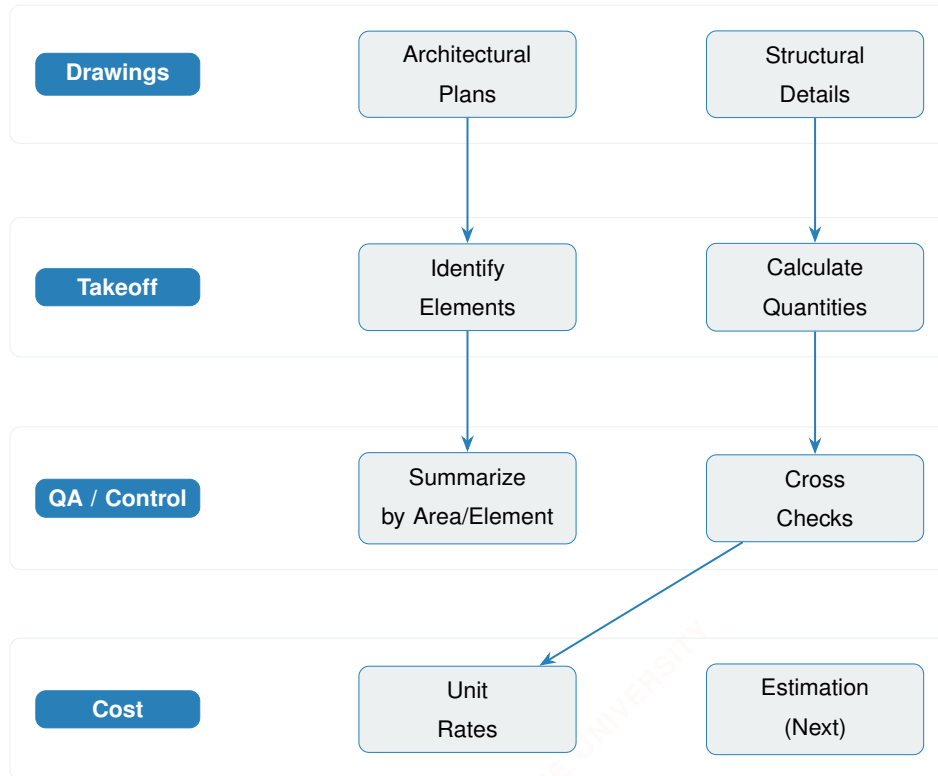 Drawings
Architectural
Plans
Structural
Details
Takeoff
Identify
Elements
Calculate
Quantities
QA / Control
Summarize
by Area/Element
Cross
Checks
Cost
Unit
Rates
Estimation
(Next)
UNIVERSITY